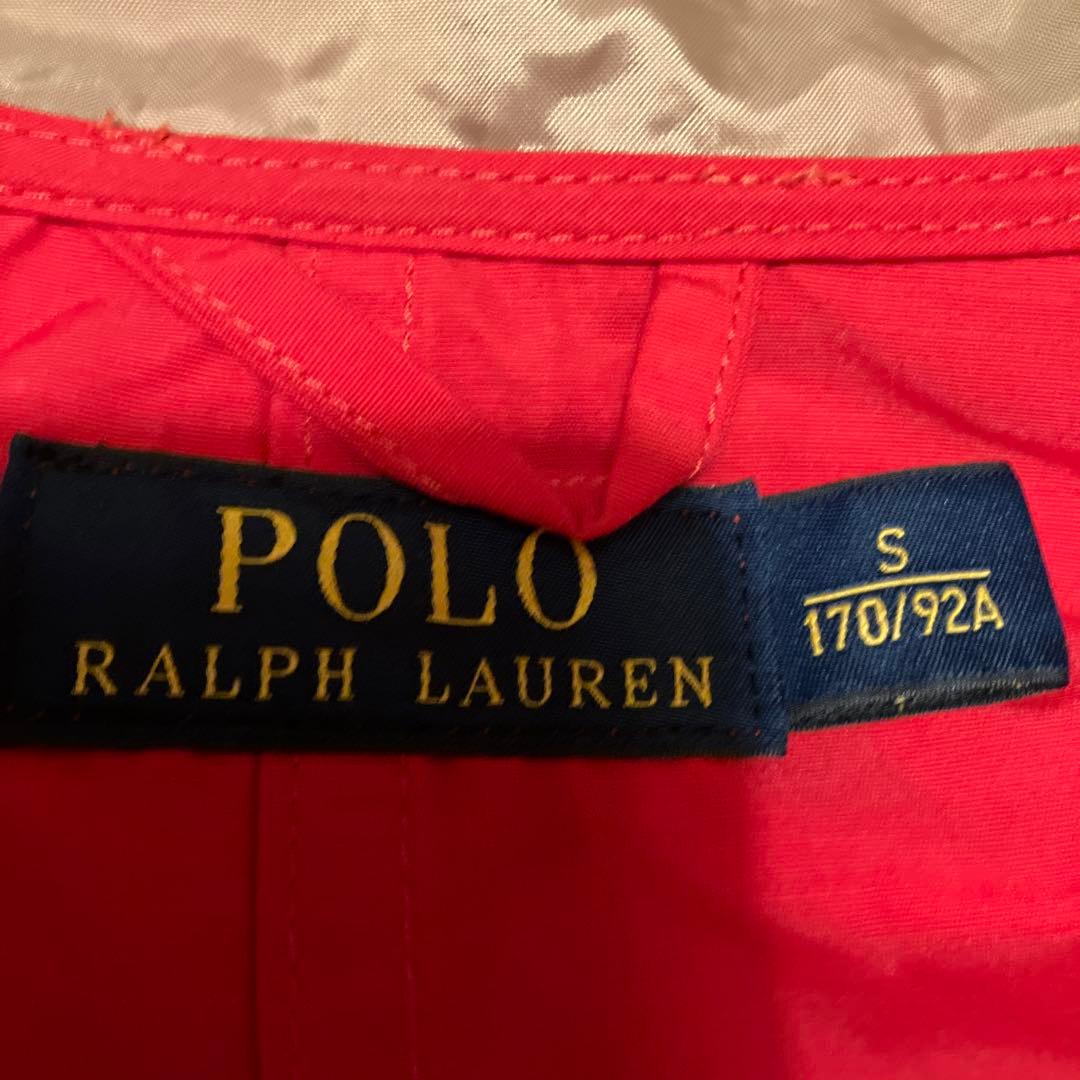 POLO
RALPH LAUREN
S
170/92A